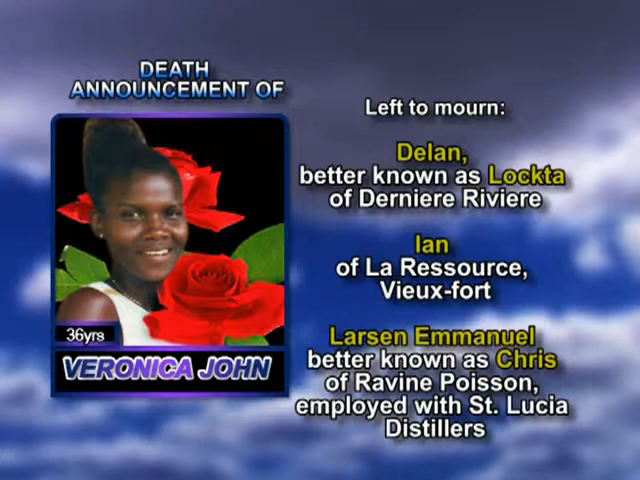 DEATH
ANNOUNCEMENT OF
36yrs
VERONICA JOHN
Left to mourn:
Delan,
better known as Lockta
of Derniere Riviere
Ian
of La Ressource,
Vieux-fort
Larsen Emmanuel
better known as Chris
of Ravine Poisson,
employed with St. Lucia
Distillers